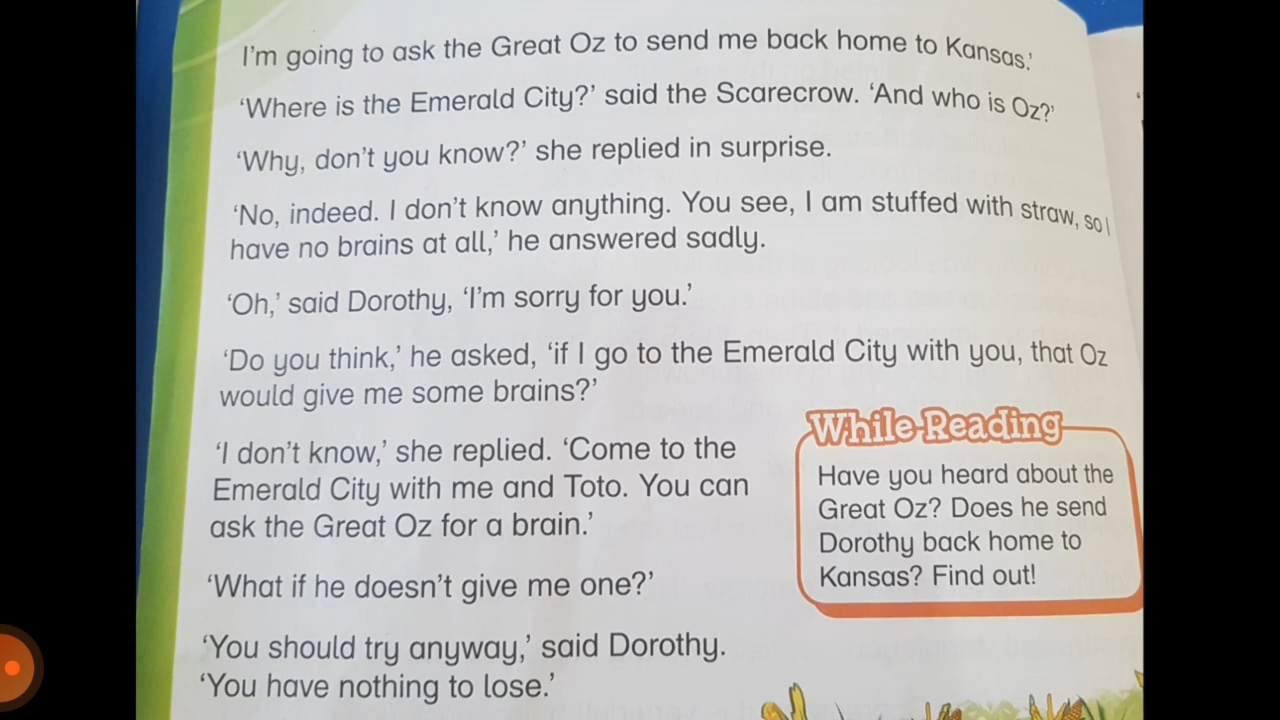 I'm going to ask the Great Oz to send me back home to Kansas.'
‘Where is the Emerald City?’ said the Scarecrow. ‘And who is Oz?’
‘Why, don’t you know?’ she replied in surprise.
‘No, indeed. I don’t know anything. You see, I am stuffed with straw, so I
have no brains at all,’ he answered sadly.
‘Oh,’ said Dorothy, ‘I’m sorry for you.’
‘Do you think,’ he asked, ‘if I go to the Emerald City with you, that Oz
would give me some brains?’
‘I don’t know,’ she replied. ‘Come to the
Emerald City with me and Toto. You can
ask the Great Oz for a brain.’
‘What if he doesn’t give me one?’
‘You should try anyway,’ said Dorothy.
‘You have nothing to lose.’
While Reading
Have you heard about the
Great Oz? Does he send
Dorothy back home to
Kansas? Find out!